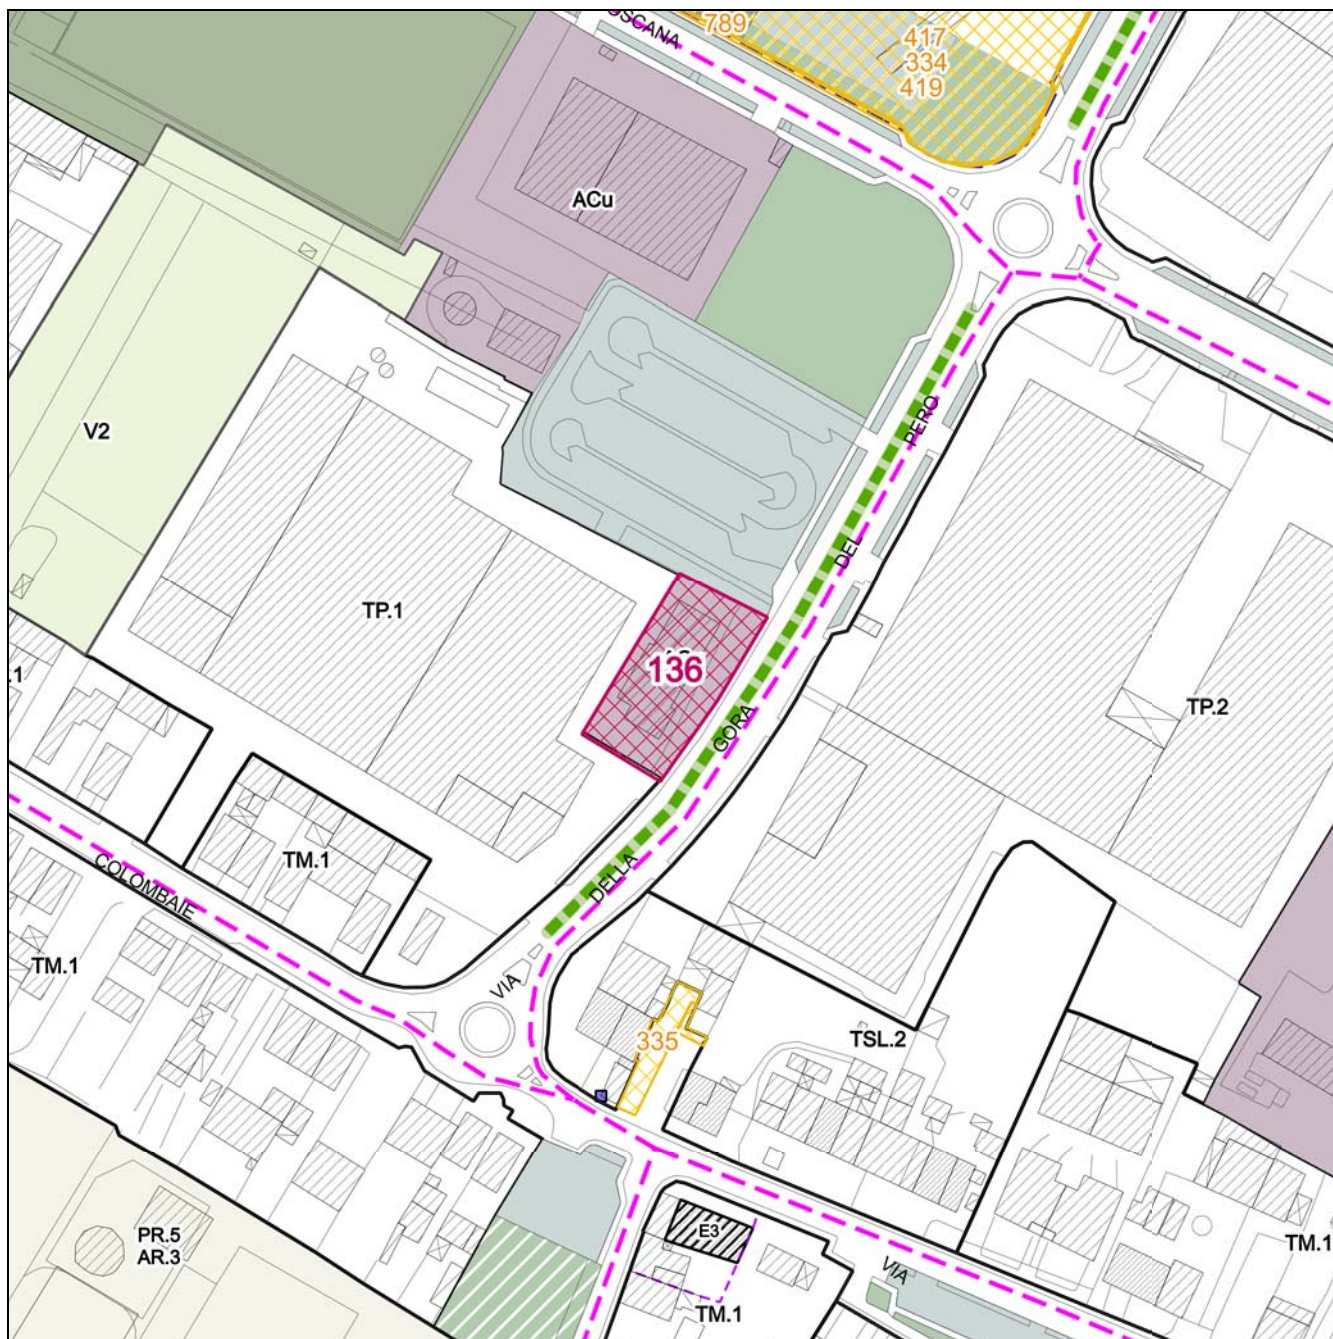 789
TOSCANA
417
334
419
ACu
V2
PERO
DEL
TP.1
136
.1
GORA
TP.2
TM.1
DELLA
COLOMBAIE
TM.1
VIA
335
TSL.2
PR.5
AR.3
E3
TM.1
VIA
TM.1